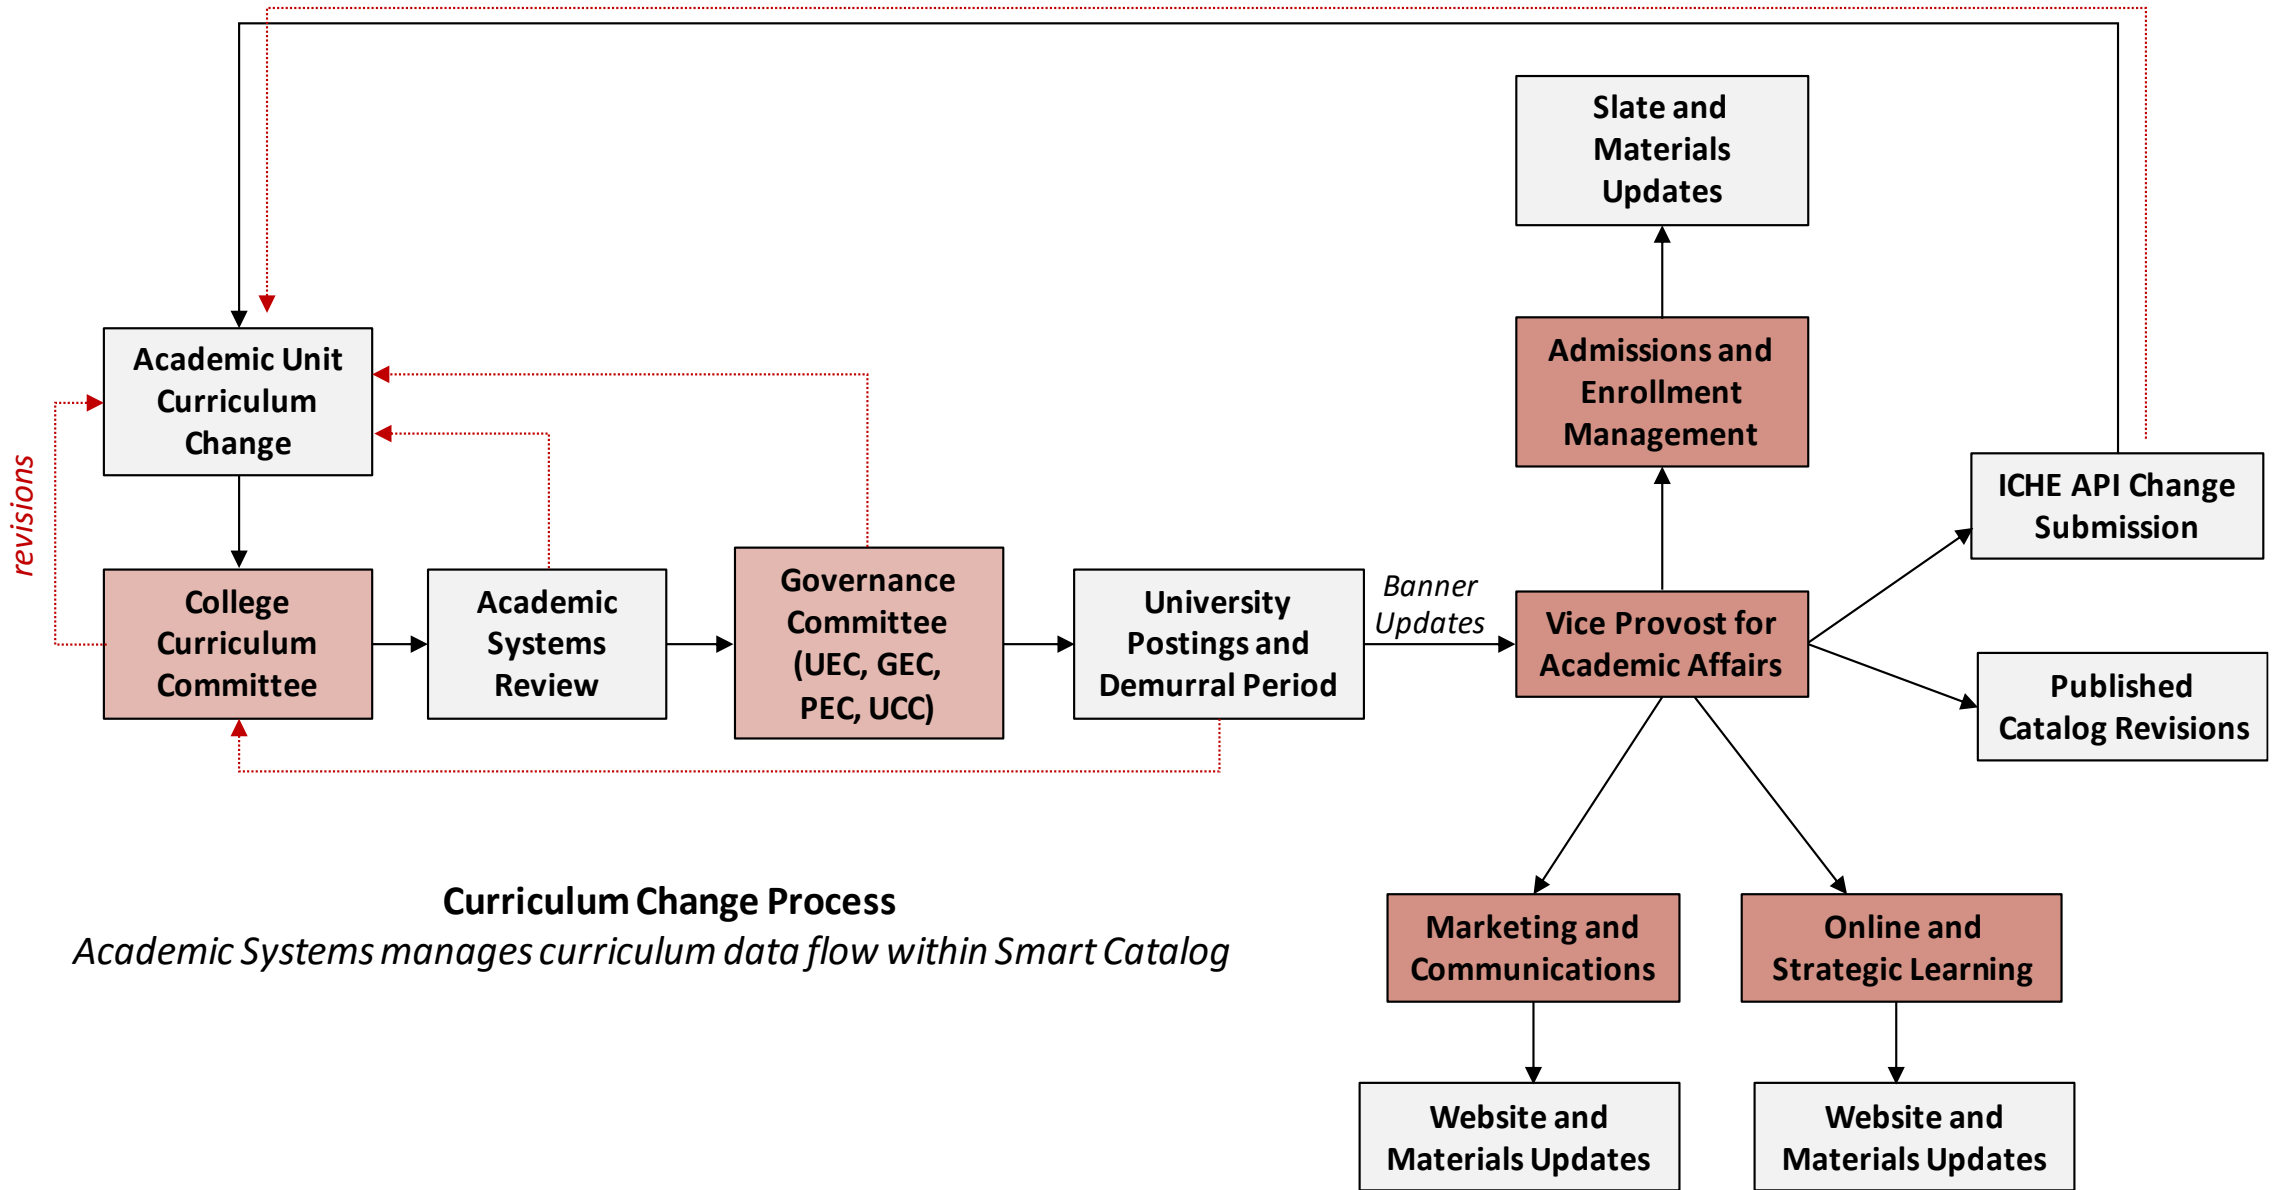 Slate and
Materials
Updates
Academic Unit
Curriculum
Change
Admissions and
Enrollment
Management
revisions
ICHE API Change
Submission
College
Curriculum
Committee
Academic
Systems
Review
Governance
Committee
(UEC, GEC,
PEC, UCC)
University
Postings and
Demurral Period
Banner
Updates
Vice Provost for
Academic Affairs
Published
Catalog Revisions
Curriculum Change Process
Academic Systems manages curriculum data flow within Smart Catalog
Marketing and
Communications
Online and
Strategic Learning
Website and
Materials Updates
Website and
Materials Updates